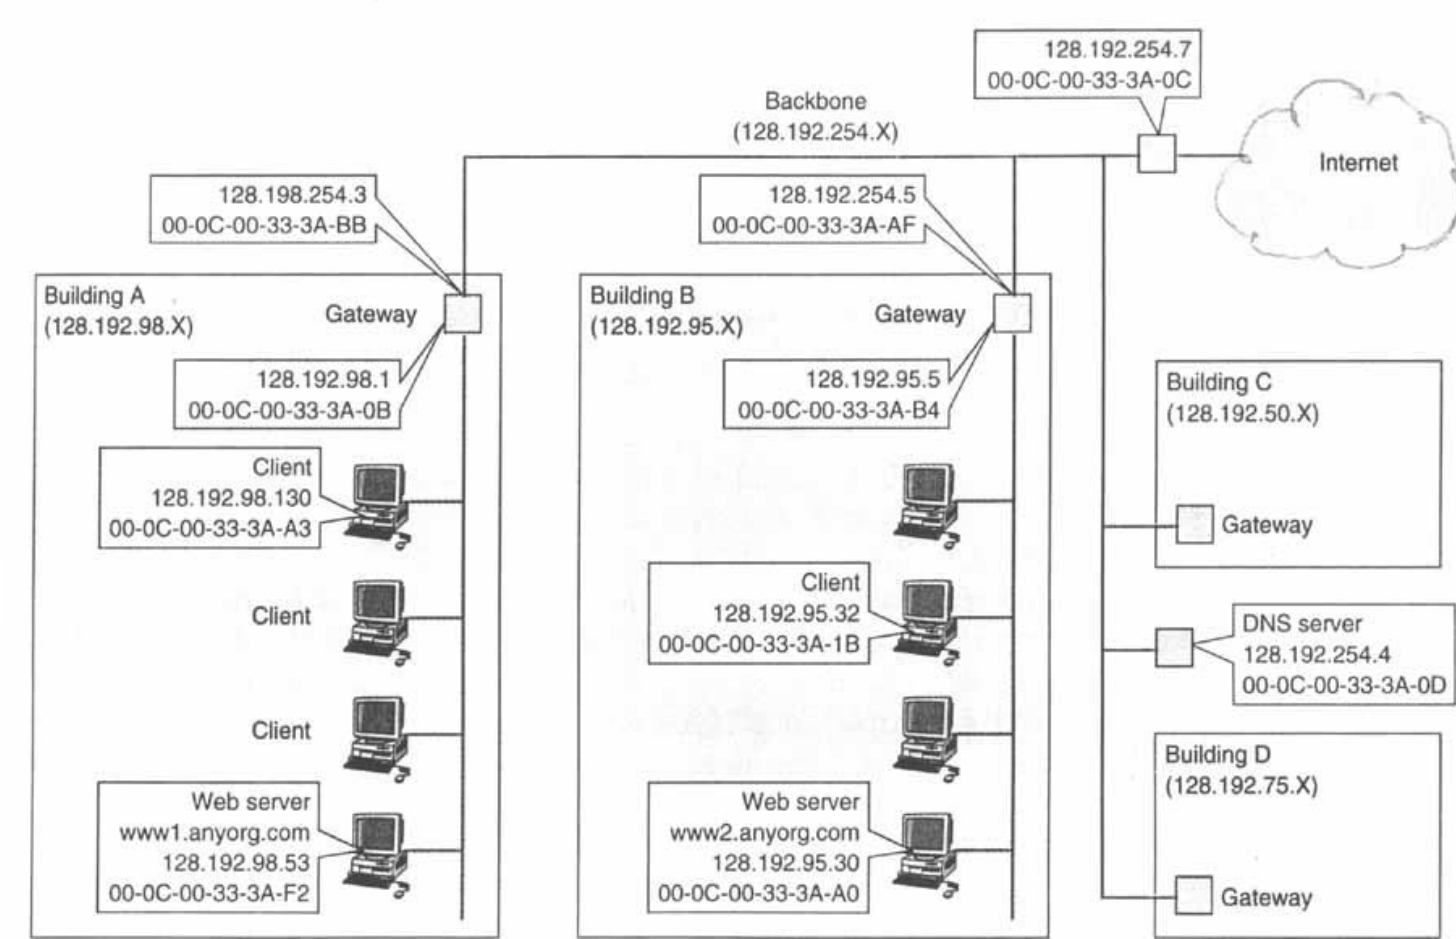 128.192.254.7
00-0C-00-33-3A-0C
Backbone
(128.192.254.X)
Internet
128.198.254.3
00-0C-00-33-3A-BB
128.192.254.5
00-0C-00-33-3A-AF
Building A
(128.192.98.X)
Gateway
128.192.98.1
00-0C-00-33-3A-0B
Client
128.192.98.130
00-0C-00-33-3A-A3
Client
Client
Web server
www1.anyorg.com
128.192.98.53
00-0C-00-33-3A-F2
Building B
(128.192.95.X)
Gateway
128.192.95.5
00-0C-00-33-3A-B4
Client
128.192.95.32
00-0C-00-33-3A-1B
Web server
www2.anyorg.com
128.192.95.30
00-0C-00-33-3A-A0
Building C
(128.192.50.X)
Gateway
DNS server
128.192.254.4
00-0C-00-33-3A-0D
Building D
(128.192.75.X)
Gateway